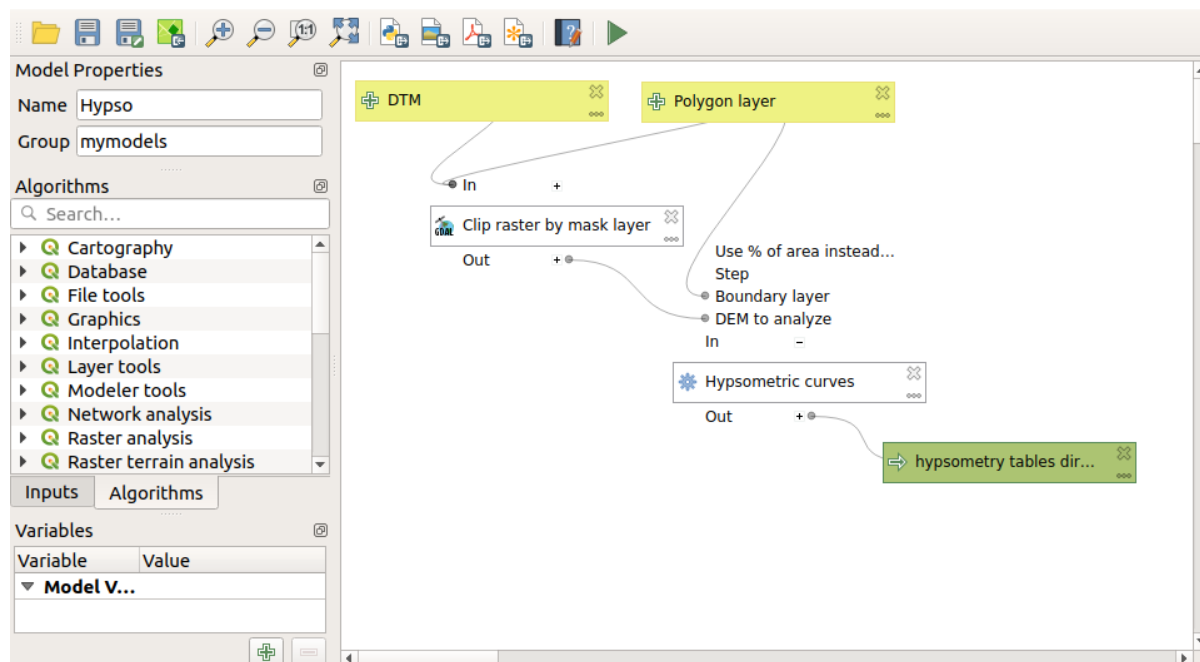 1:1
Model Properties
Name Hypso
Group mymodels
Algorithms
Search...
Cartography
Database
File tools
Graphics
Interpolation
Layer tools
Modeler tools
Network analysis
Raster analysis
Raster terrain analysis
Inputs Algorithms
Variables
Variable Value
Model V...
DTM
Polygon layer
In +
GDAL Clip raster by mask layer
Out +
Use % of area instead...
Step
Boundary layer
DEM to analyze
In -
Hypsometric curves
Out +
hypsometry tables dir...